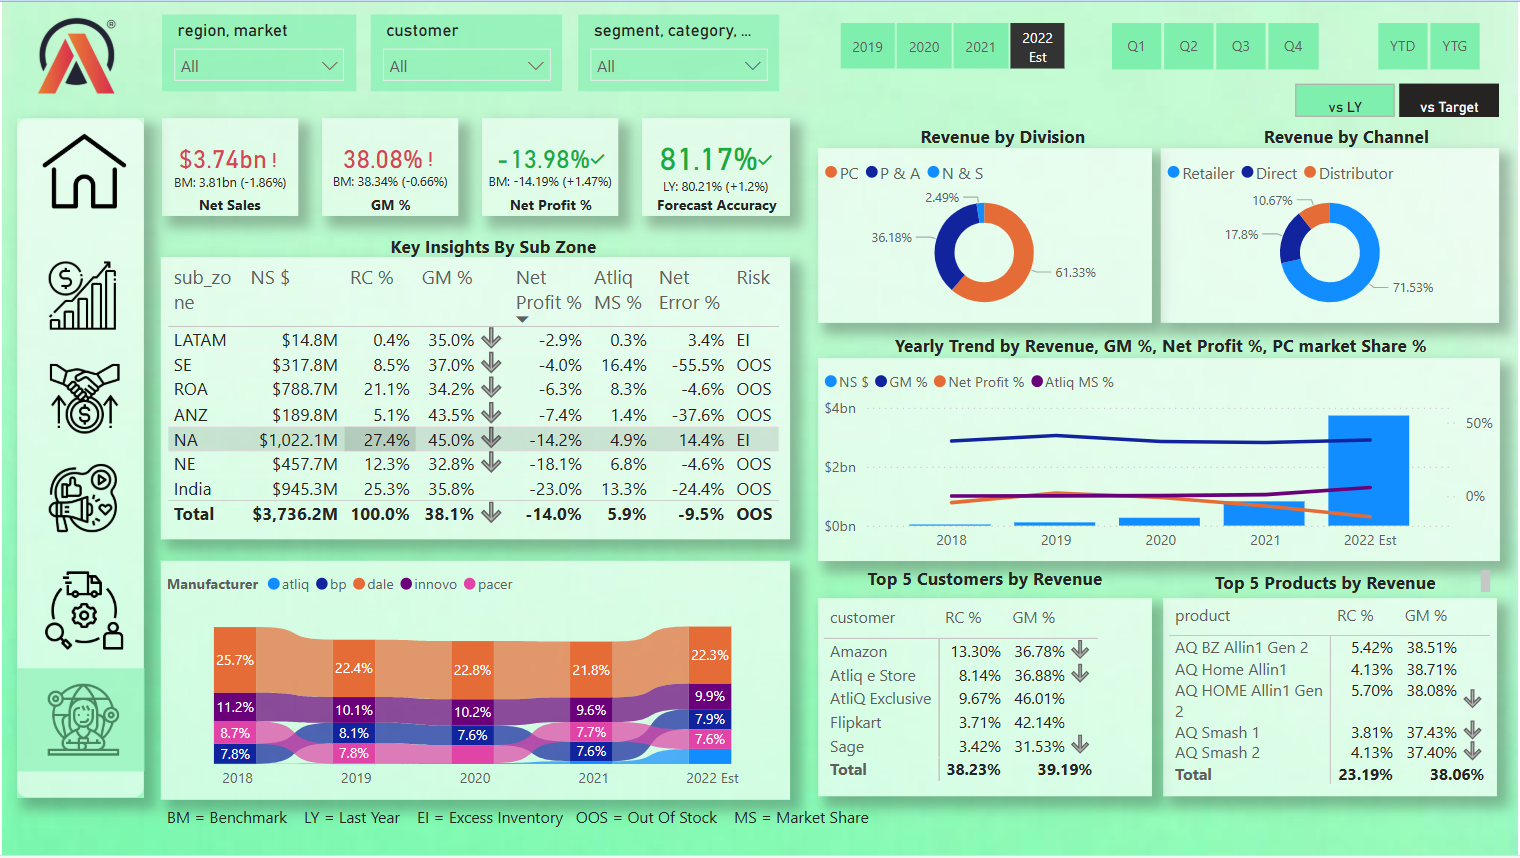 ®
region, market
All
customer
All
segment, category, ...
All
2019
2020
2021
2022
Est
Q1
Q2
Q3
Q4
YTD
YTG
vs LY
vs Target
$3.74bn !
BM: 3.81bn (-1.86%)
Net Sales
38.08% !
BM: 38.34% (-0.66%)
GM %
-13.98%✓
BM: -14.19% (+1.47%)
Net Profit %
81.17%✓
LY: 80.21% (+1.2%)
Forecast Accuracy
Key Insights By Sub Zone
sub_zo
ne
NS $
RC %
GM %
Net
Profit %
Atliq
MS %
Net
Error %
Risk
LATAM $14.8M 0.4% 35.0% -2.9% 0.3% 3.4% EI
SE $317.8M 8.5% 37.0% -4.0% 16.4% -55.5% OOS
ROA $788.7M 21.1% 34.2% -6.3% 8.3% -4.6% OOS
ANZ $189.8M 5.1% 43.5% -7.4% 1.4% -37.6% OOS
NA $1,022.1M 27.4% 45.0% -14.2% 4.9% 14.4% EI
NE $457.7M 12.3% 32.8% -18.1% 6.8% -4.6% OOS
India $945.3M 25.3% 35.8% -23.0% 13.3% -24.4% OOS
Total $3,736.2M 100.0% 38.1% -14.0% 5.9% -9.5% OOS
Revenue by Division
PC P & A N & S
2.49%
36.18%
61.33%
Revenue by Channel
Retailer Direct Distributor
10.67%
17.8%
71.53%
Yearly Trend by Revenue, GM %, Net Profit %, PC market Share %
NS $ GM % Net Profit % Atliq MS %
$4bn
$2bn
$0bn
50%
0%
2018 2019 2020 2021 2022 Est
Manufacturer atliq bp dale innovo pacer
25.7% 22.4% 22.8% 21.8% 22.3%
11.2% 10.1% 10.2% 9.6% 9.9%
8.7% 8.1% 7.6% 7.7% 7.9%
7.8% 7.8% 7.6% 7.6%
2018 2019 2020 2021 2022 Est
Top 5 Customers by Revenue
customer RC % GM %
Amazon 13.30% 36.78%
Atliq e Store 8.14% 36.88%
AtliQ Exclusive 9.67% 46.01%
Flipkart 3.71% 42.14%
Sage 3.42% 31.53%
Total 38.23% 39.19%
Top 5 Products by Revenue
product RC % GM %
AQ BZ Allin1 Gen 2 5.42% 38.51%
AQ Home Allin1 4.13% 38.71%
AQ HOME Allin1 Gen 5.70% 38.08%
2
AQ Smash 1 3.81% 37.43%
AQ Smash 2 4.13% 37.40%
Total 23.19% 38.06%
BM = Benchmark LY = Last Year EI = Excess Inventory OOS = Out Of Stock MS = Market Share